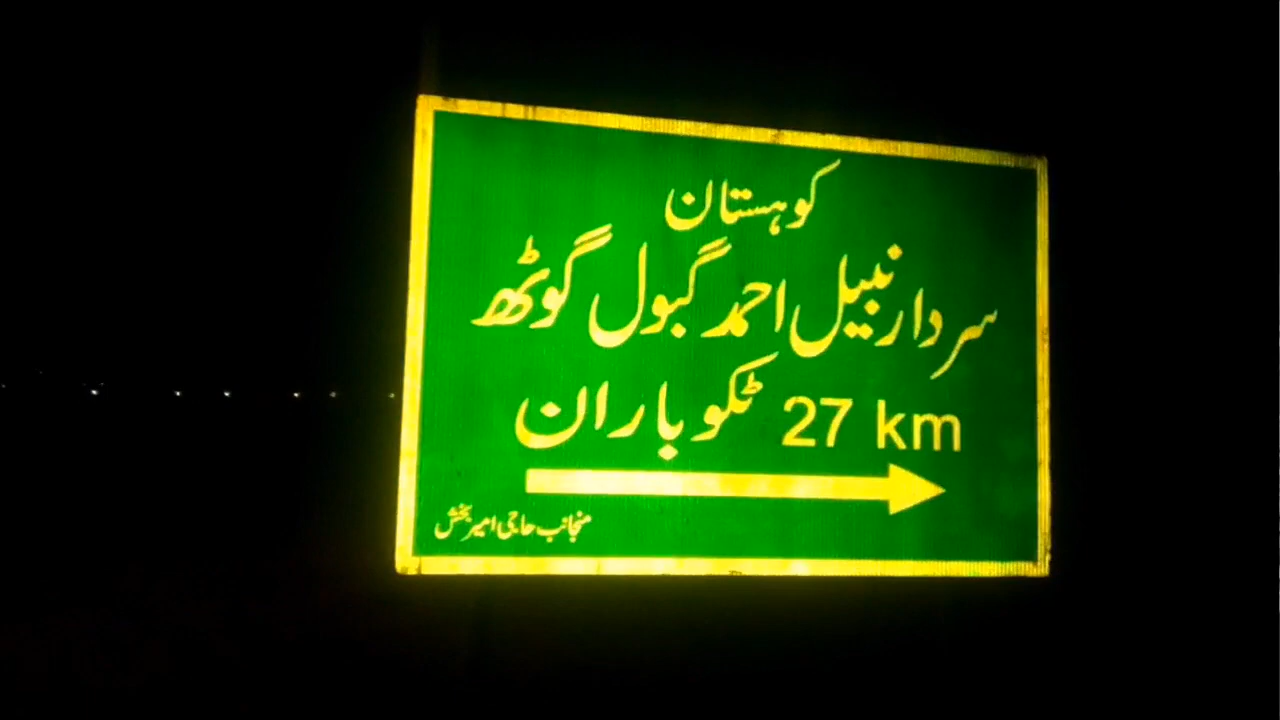 کوہستان
سردار نبیل احمد گبول گوٹھ
ٹکو باران 27 km
منجانب حاجی امیر بخش